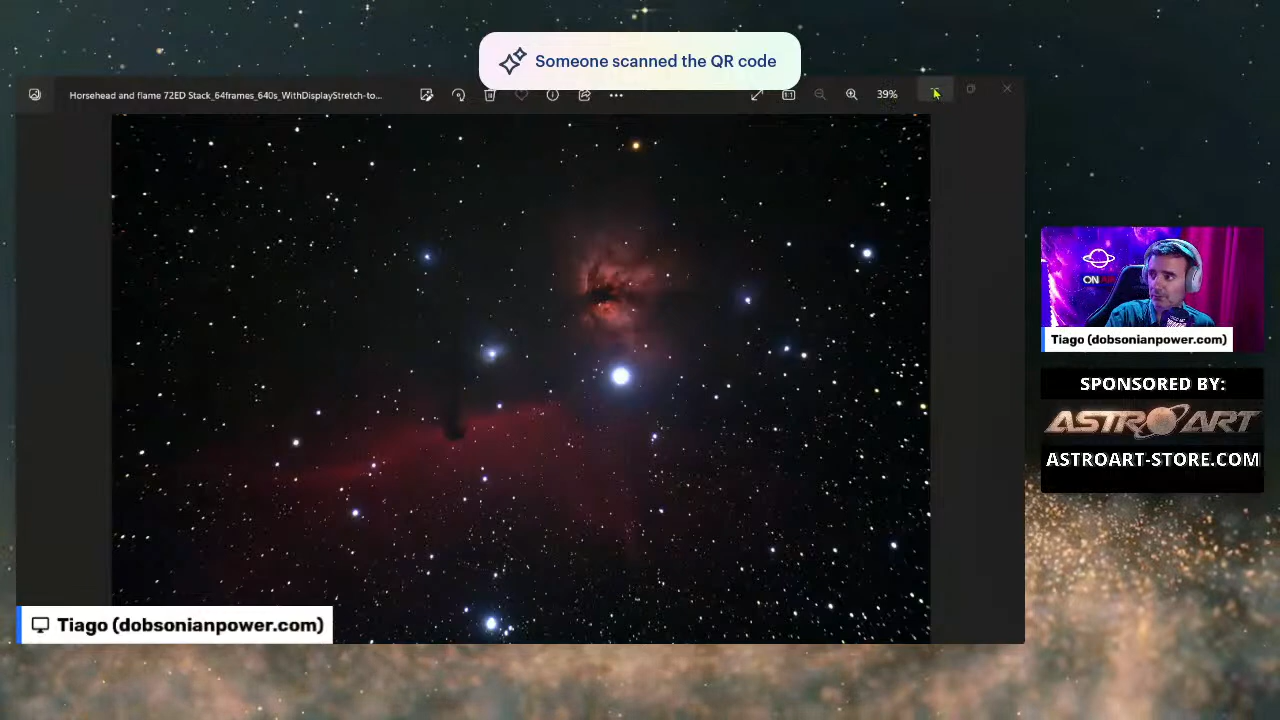 Someone scanned the QR code
Horsehead and flame 72ED Stack_64frames_640s_WithDisplayStretch-to...
39%
ON
Tiago (dobsonianpower.com)
SPONSORED BY:
ASTROART
ASTROART-STORE.COM
Tiago (dobsonianpower.com)